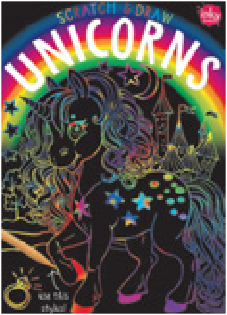 SCRATCH & DRAW
UNICORNS
use this
stylus!